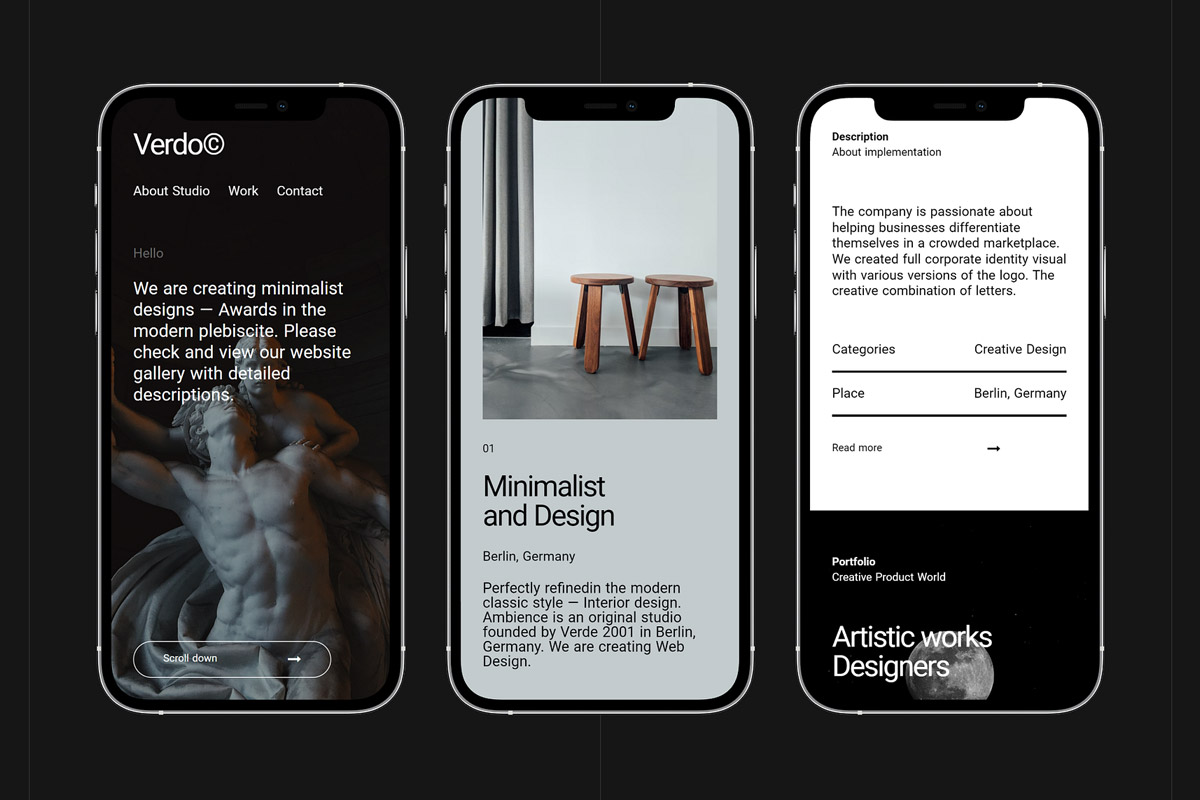 Verdo©
About Studio Work Contact
Hello
We are creating minimalist
designs — Awards in the
modern plebiscite. Please
check and view our website
gallery with detailed
descriptions.
Scroll down
01
Minimalist
and Design
Berlin, Germany
Perfectly refinedin the modern
classic style — Interior design.
Ambience is an original studio
founded by Verde 2001 in Berlin,
Germany. We are creating Web
Design.
Description
About implementation
The company is passionate about
helping businesses differentiate
themselves in a crowded marketplace.
We created full corporate identity visual
with various versions of the logo. The
creative combination of letters.
Categories Creative Design
Place Berlin, Germany
Read more
Portfolio
Creative Product World
Artistic works
Designers